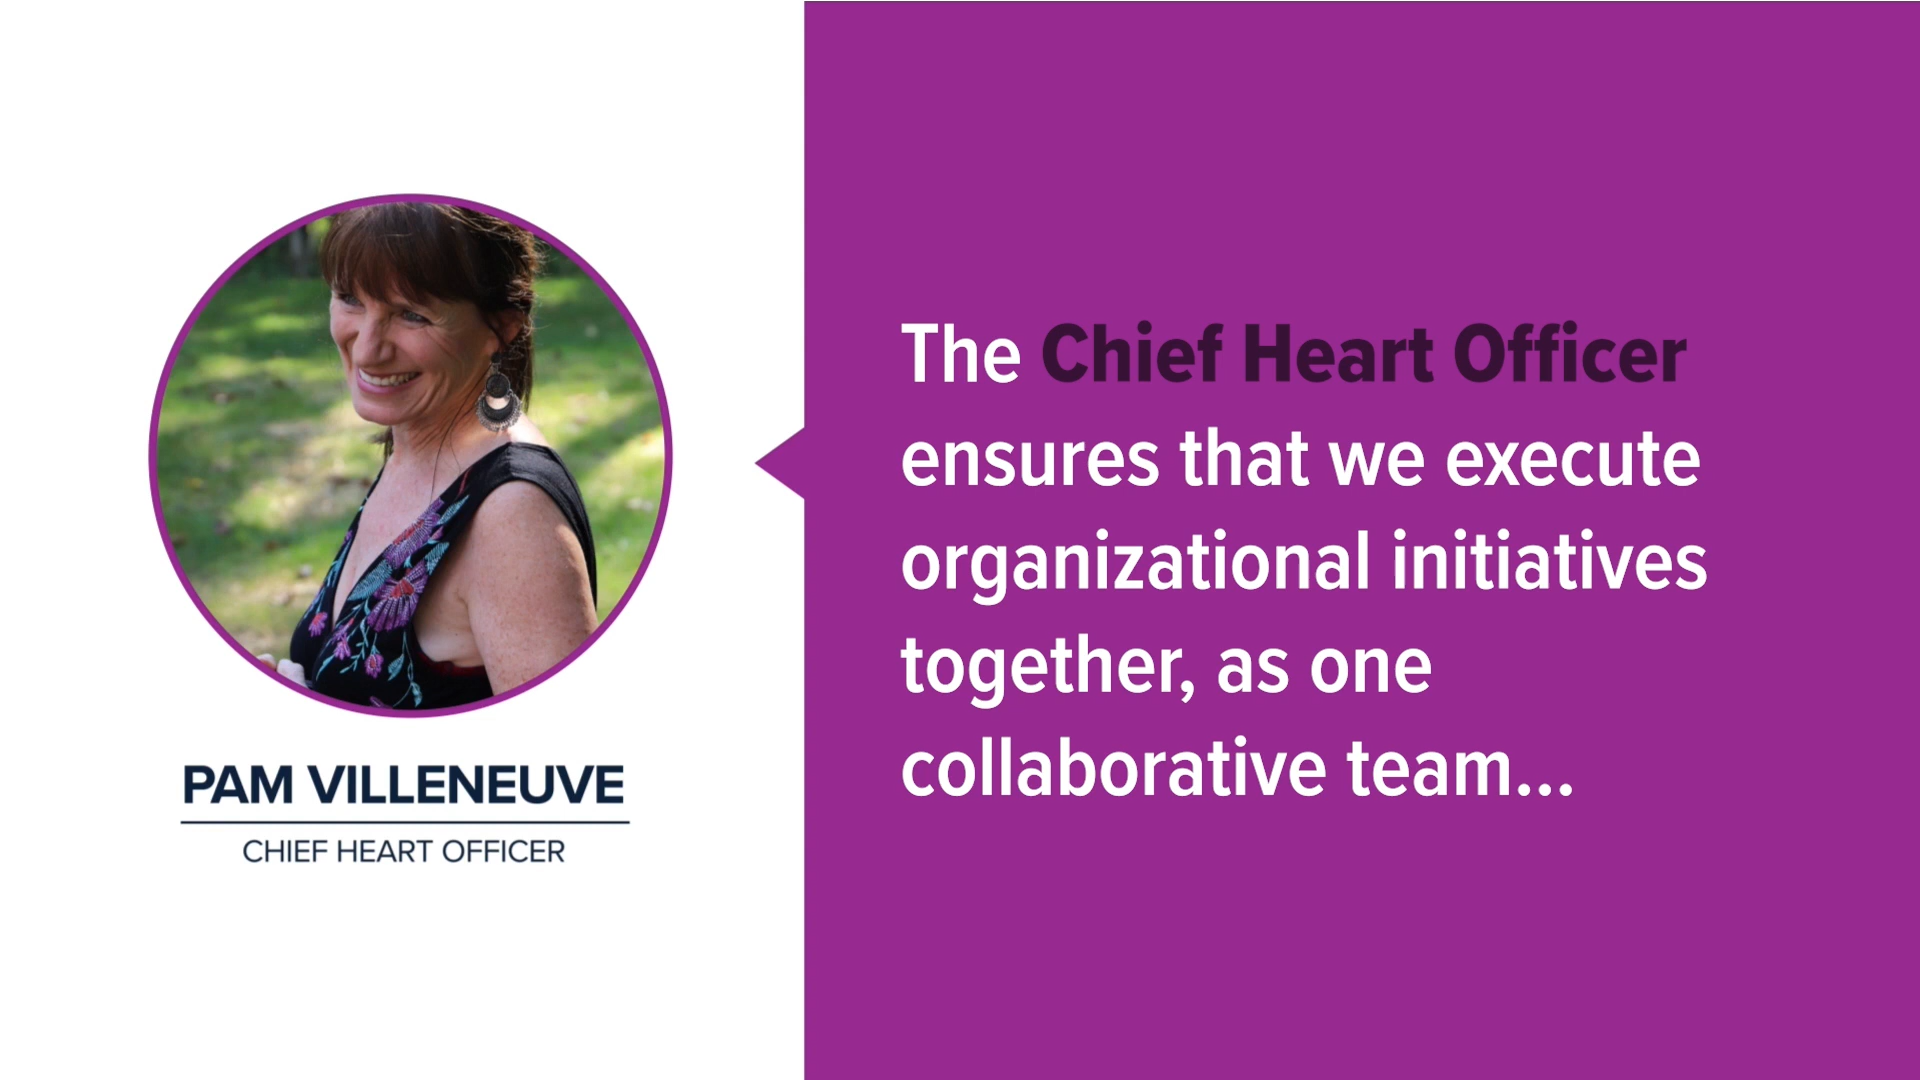 PAM VILLENEUVE
CHIEF HEART OFFICER
The Chief Heart Officer
ensures that we execute
organizational initiatives
together, as one
collaborative team...